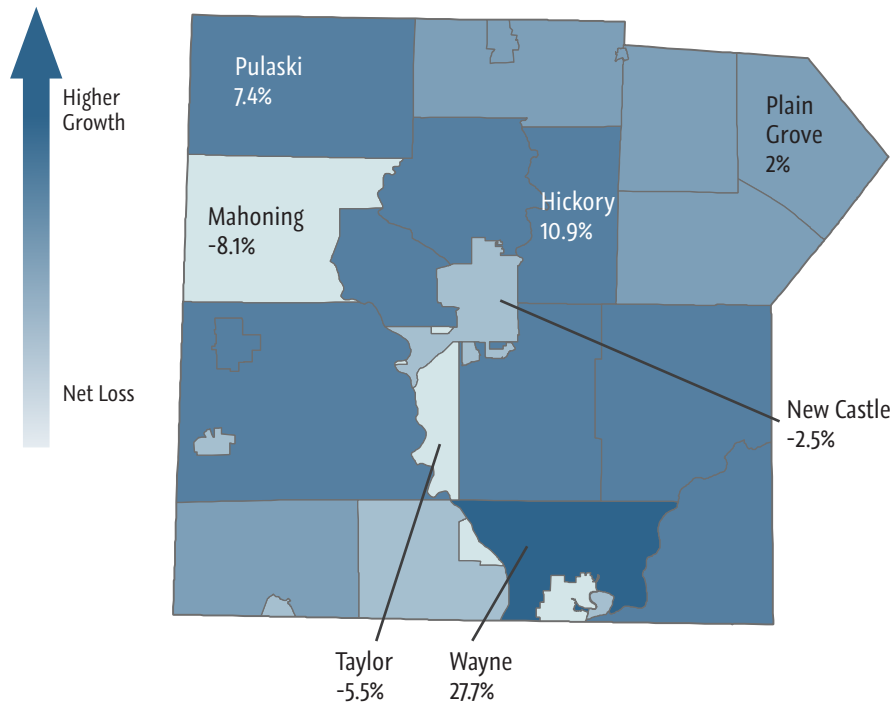 Higher
Growth
Net Loss
Pulaski
7.4%
Plain
Grove
2%
Mahoning
-8.1%
Hickory
10.9%
New Castle
-2.5%
Taylor
-5.5%
Wayne
27.7%